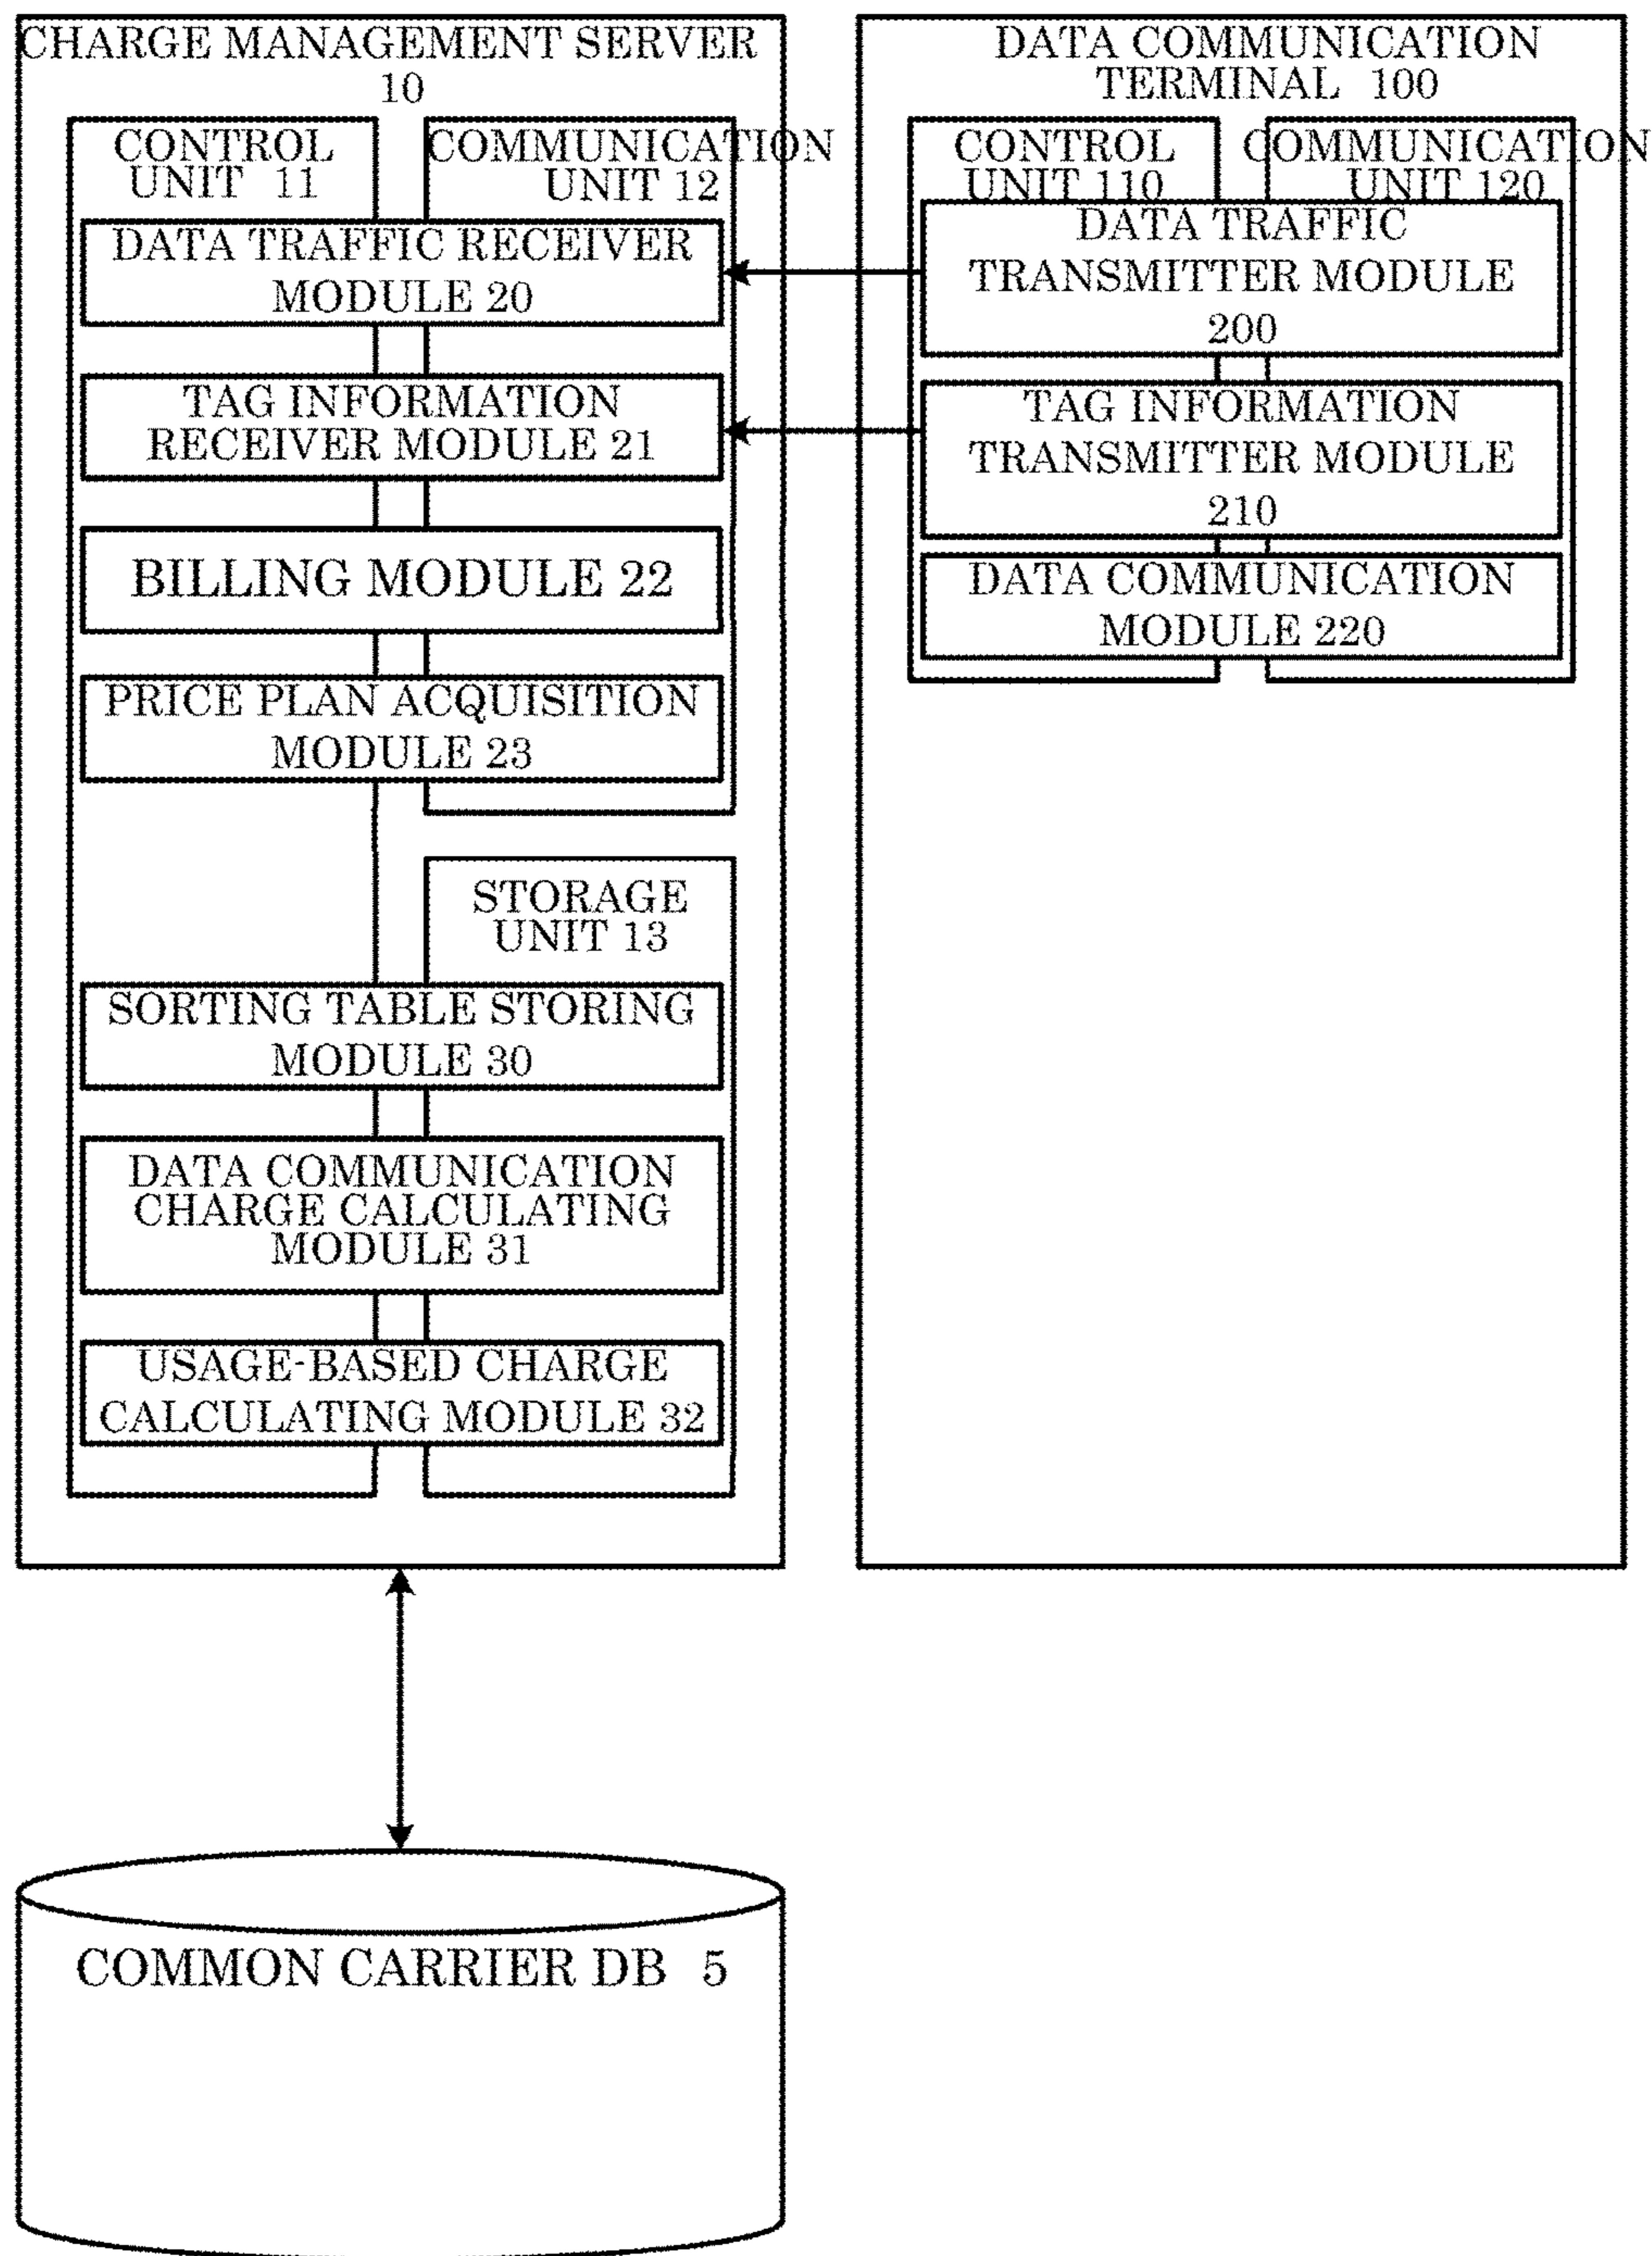 CHARGE MANAGEMENT SERVER
10
CONTROL
UNIT 11
COMMUNICATION
UNIT 12
DATA TRAFFIC RECEIVER
MODULE 20
TAG INFORMATION
RECEIVER MODULE 21
BILLING MODULE 22
PRICE PLAN ACQUISITION
MODULE 23
STORAGE
UNIT 13
SORTING TABLE STORING
MODULE 30
DATA COMMUNICATION
CHARGE CALCULATING
MODULE 31
USAGE-BASED CHARGE
CALCULATING MODULE 32
DATA COMMUNICATION
TERMINAL 100
CONTROL
UNIT 110
COMMUNICATION
UNIT 120
DATA TRAFFIC
TRANSMITTER MODULE
200
TAG INFORMATION
TRANSMITTER MODULE
210
DATA COMMUNICATION
MODULE 220
COMMON CARRIER DB 5